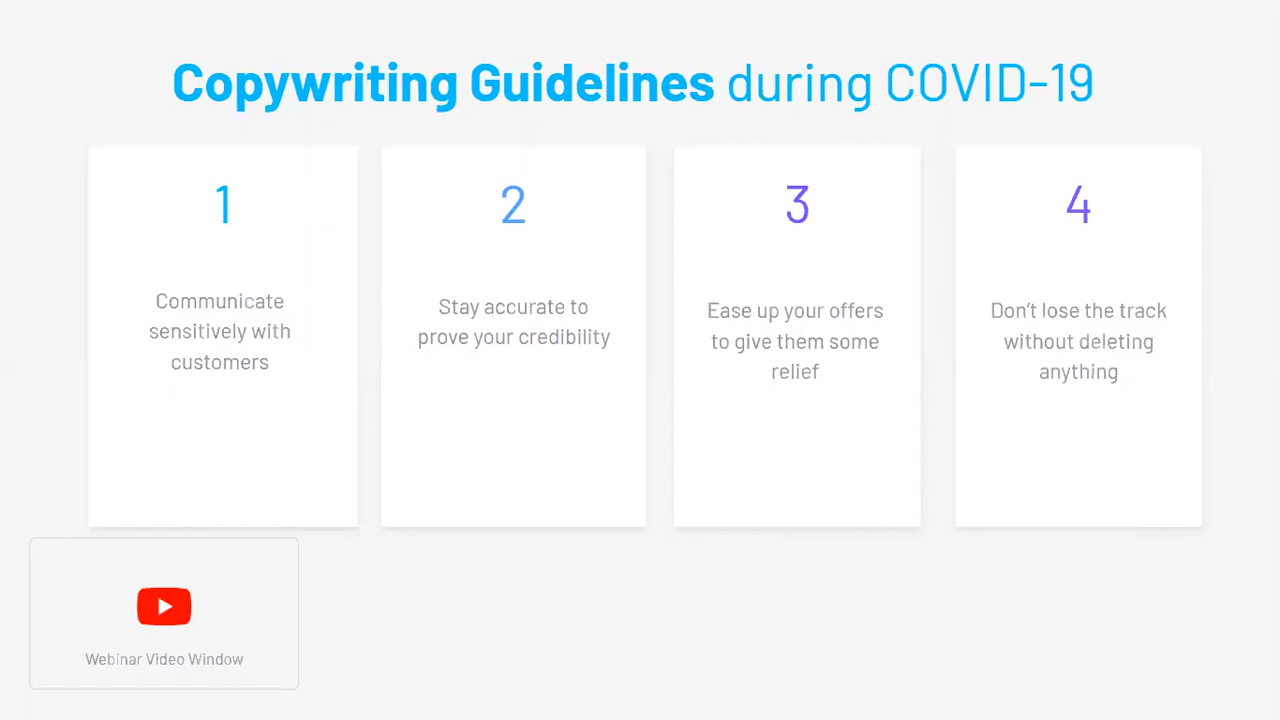 Copywriting Guidelines during COVID-19
1
Communicate
sensitively with
customers
2
Stay accurate to
prove your credibility
3
Ease up your offers
to give them some
relief
4
Don't lose the track
without deleting
anything
Webinar Video Window